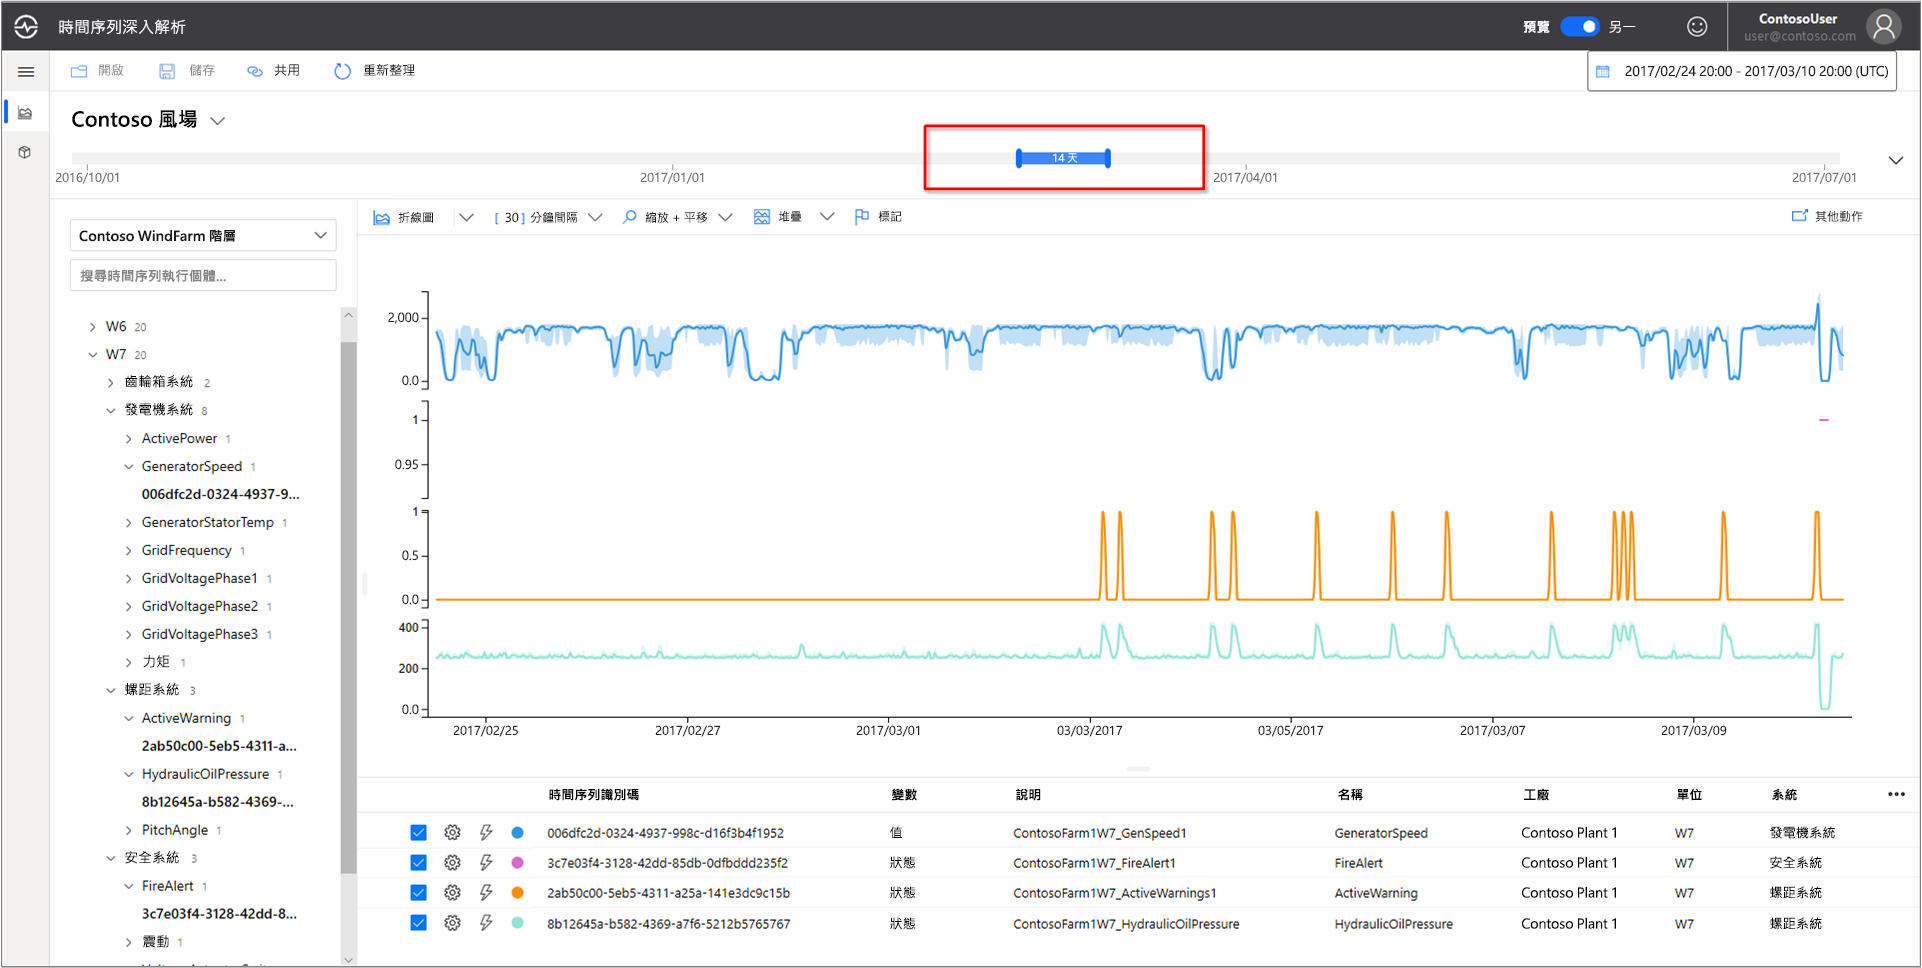 時間序列深入解析
預覽 另一
ContosoUser
user@contoso.com
開啟 儲存 共用 重新整理
2017/02/24 20:00 - 2017/03/10 20:00 (UTC)
Contoso 風場
14 天
2016/10/01 2017/01/01 2017/04/01 2017/07/01
折線圖 [ 30 ] 分鐘間隔 縮放 + 平移 堆疊 標記 其他動作
Contoso WindFarm 階層
搜尋時間序列執行個體...
W6 20
W7 20
齒輪箱系統 2
發電機系統 8
ActivePower 1
GeneratorSpeed 1
006dfc2d-0324-4937-9...
GeneratorStatorTemp 1
GridFrequency 1
GridVoltagePhase1 1
GridVoltagePhase2 1
GridVoltagePhase3 1
力矩 1
螺距系統 3
ActiveWarning 1
2ab50c00-5eb5-4311-a...
HydraulicOilPressure 1
8b12645a-b582-4369-...
PitchAngle 1
安全系統 3
FireAlert 1
3c7e03f4-3128-42dd-8...
震動 1
2,000
0.0
1
0.95
1
0.5
0.0
400
200
0.0
2017/02/25 2017/02/27 2017/03/01 03/03/2017 03/05/2017 2017/03/07 2017/03/09
時間序列識別碼 變數 說明 名稱 工廠 單位 系統
006dfc2d-0324-4937-998c-d16f3b4f1952 值 ContosoFarm1W7_GenSpeed1 GeneratorSpeed Contoso Plant 1 W7 發電機系統
3c7e03f4-3128-42dd-85db-0dfbddd235f2 狀態 ContosoFarm1W7_FireAlert1 FireAlert Contoso Plant 1 W7 安全系統
2ab50c00-5eb5-4311-a25a-141e3dc9c15b 狀態 ContosoFarm1W7_ActiveWarnings1 ActiveWarning Contoso Plant 1 W7 螺距系統
8b12645a-b582-4369-a7f6-5212b5765767 狀態 ContosoFarm1W7_HydraulicOilPressure HydraulicOilPressure Contoso Plant 1 W7 螺距系統